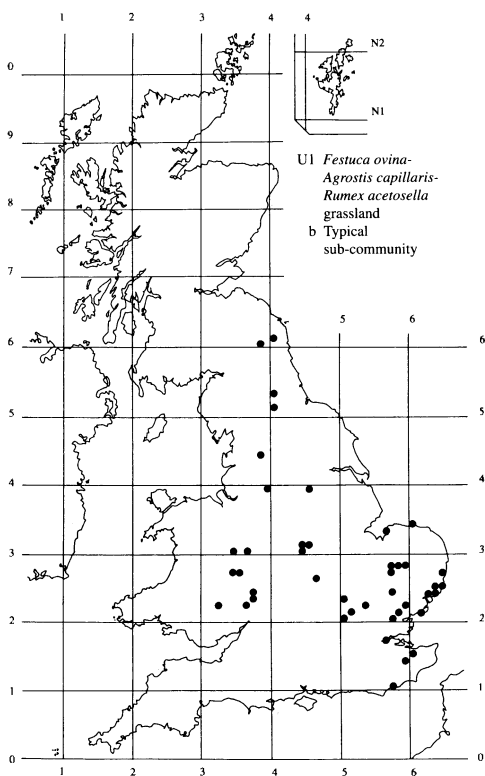 1 2 3 4 4
N2
0
N1
9
U1 Festuca ovina-
Agrostis capillaris-
Rumex acetosella
grassland
b Typical
sub-community
8
7
5 6
6 6
5 5
4 4
3 3
2 2
1 1
0 0
1 2 3 4 5 6